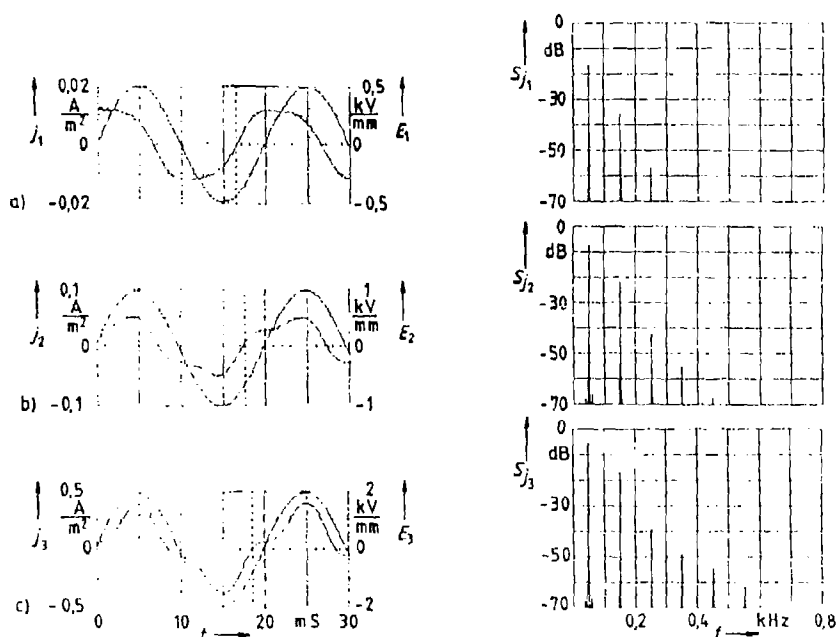 0,02 A/m² j₁ 0 -0,02
0,5 kV/mm E₁ 0 -0,5
a)
0 dB Sj₁ -30 -50 -70
0,1 A/m² j₂ 0 -0,1
1 kV/mm E₂ 0 -1
b)
0 dB Sj₂ -30 -50 -70
0,5 A/m² j₃ 0 -0,5
2 kV/mm E₃ 0 -2
c)
0 dB Sj₃ -30 -50 -70
0 10 t 20 mS 30
0,2 0,4 f kHz 0,8